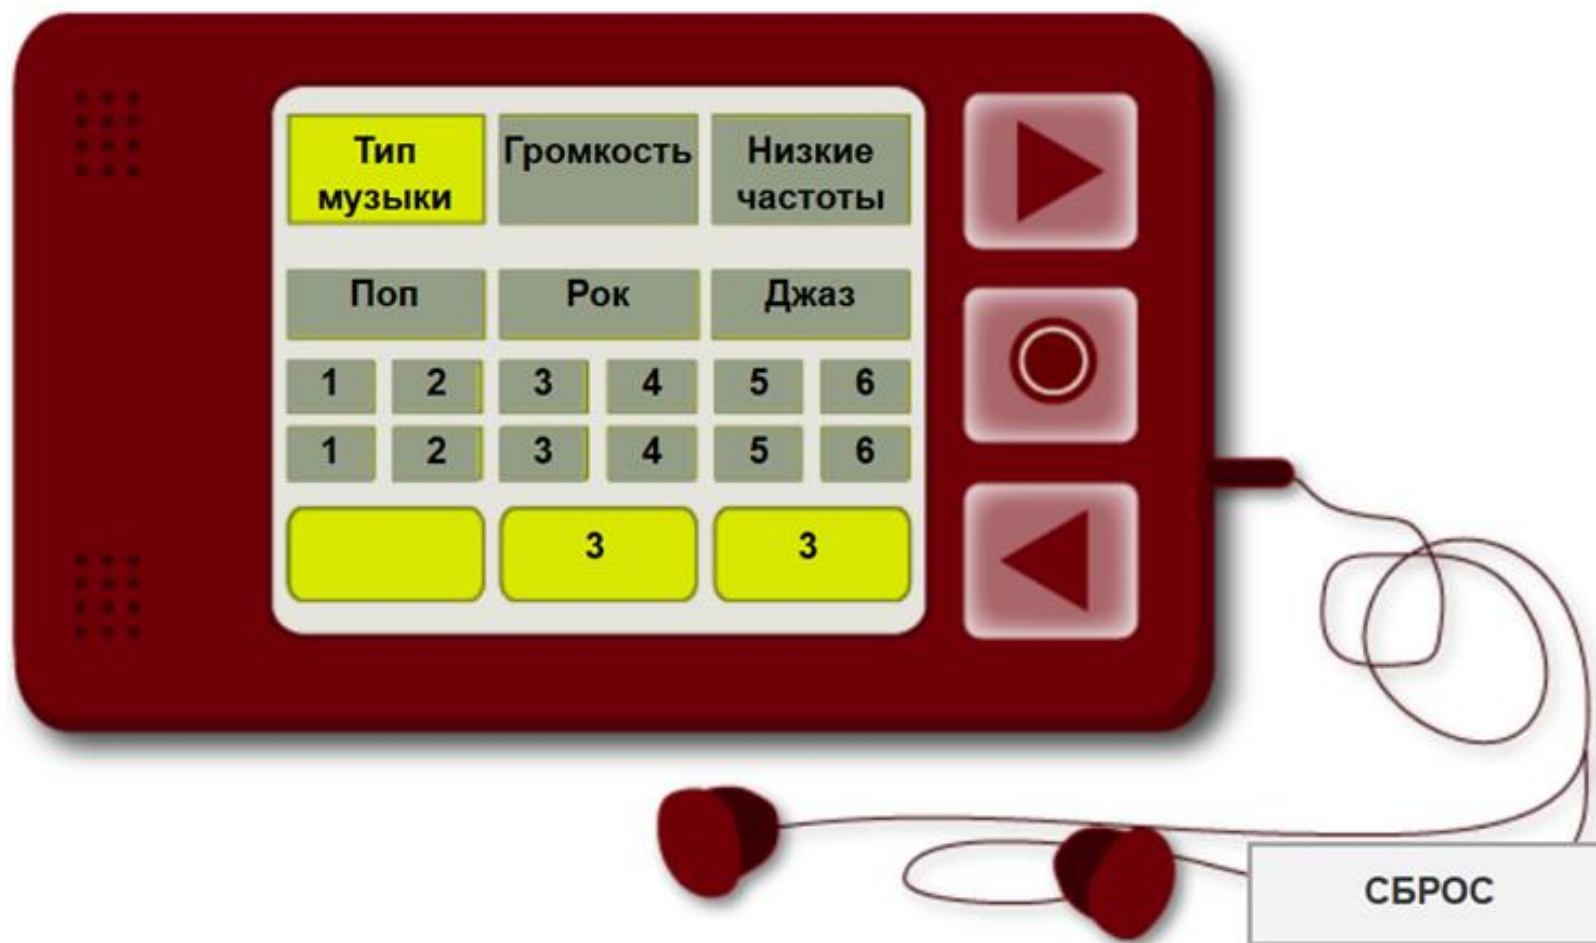 Тип Громкость Низкие
музыки частоты
Поп Рок Джаз
1 2 3 4 5 6
1 2 3 4 5 6
3 3
СБРОС